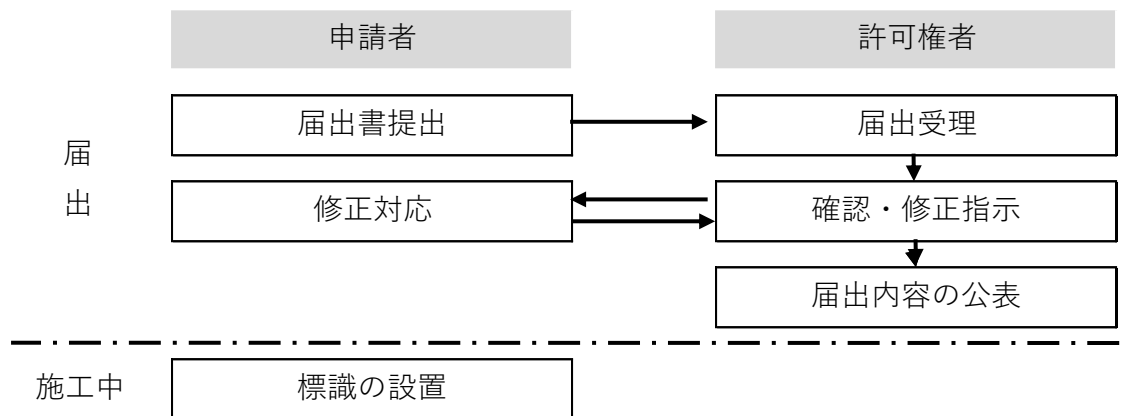 申請者
許可権者
届出
届出書提出
届出受理
修正対応
確認・修正指示
届出内容の公表
施工中
標識の設置